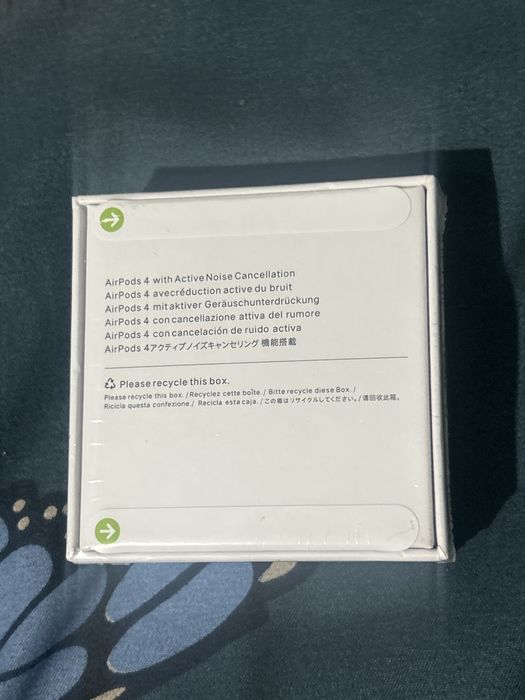 AirPods 4 with Active Noise Cancellation
AirPods 4 avecréduction active du bruit
AirPods 4 mit aktiver Geräuschunterdrückung
AirPods 4 con cancellazione attiva del rumore
AirPods 4 con cancelación de ruido activa
AirPods 4アクティブノイズキャンセリング 機能搭載
Please recycle this box.
Please recycle this box. / Recyclez cette boîte. / Bitte recycle diese Box. /
Ricicla questa confezione. / Recicla esta caja. / この箱はリサイクルしてください。/ 请回收此箱。